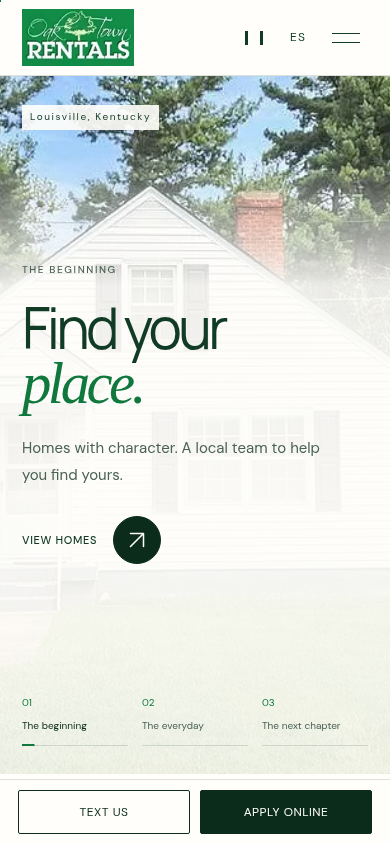 Oak Town
RENTALS
ES
Louisville, Kentucky
THE BEGINNING
Find your
place.
Homes with character. A local team to help
you find yours.
VIEW HOMES
01
The beginning
02
The everyday
03
The next chapter
TEXT US
APPLY ONLINE